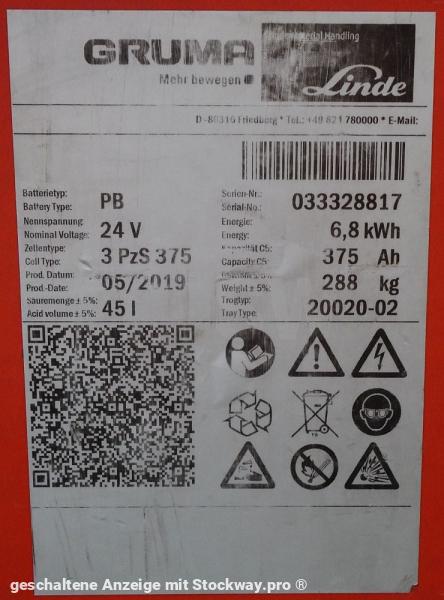 GRUMA
Mehr bewegen
Material Handling
Linde
Friedberg * Tel.: +49 821 780000 * E-Mail:
Batterietyp:
Battery Type: PB
Serien-Nr.:
Serial-No.: 033328817
Nennspannung
Nominal Voltage: 24 V
Energie:
Energy: 6,8 kWh
Zellentype:
Cell Type: 3 PzS 375
Kapazität C5:
Capacity C5: 375 Ah
Prod. Datum:
Prod-Date: 05/2019
Weight ± 5%: 288 kg
Säuremenge ± 5%:
Acid volume ± 5%: 45 l
Trogtyp:
Tray Type: 20020-02
Pb
geschaltene Anzeige mit Stockway.pro ®